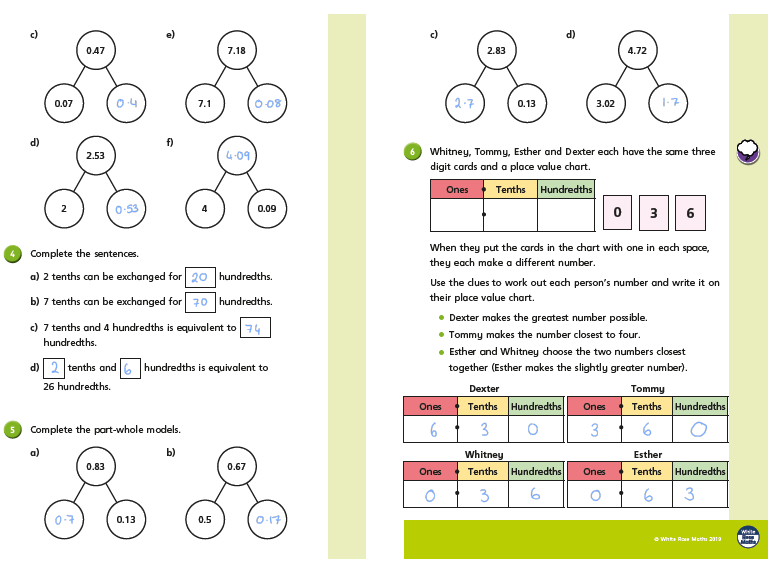 c)
0.47
0.07
0.4
e)
7.18
7.1
0.08
d)
2.53
2
0.53
f)
4.09
4
0.09
4 Complete the sentences.
a) 2 tenths can be exchanged for 20 hundredths.
b) 7 tenths can be exchanged for 70 hundredths.
c) 7 tenths and 4 hundredths is equivalent to 74
hundredths.
d) 2 tenths and 6 hundredths is equivalent to
26 hundredths.
5 Complete the part-whole models.
a)
0.83
0.7
0.13
b)
0.67
0.5
0.17
c)
2.83
2.7
0.13
d)
4.72
3.02
1.7
6 Whitney, Tommy, Esther and Dexter each have the same three
digit cards and a place value chart.
Ones Tenths Hundredths
0 3 6
When they put the cards in the chart with one in each space,
they each make a different number.
Use the clues to work out each person's number and write it on
their place value chart.
• Dexter makes the greatest number possible.
• Tommy makes the number closest to four.
• Esther and Whitney choose the two numbers closest
together (Esther makes the slightly greater number).
Dexter
Ones Tenths Hundredths
6 3 0
Tommy
Ones Tenths Hundredths
3 6 0
Whitney
Ones Tenths Hundredths
0 3 6
Esther
Ones Tenths Hundredths
0 6 3
© White Rose Maths 2019
White Rose Maths